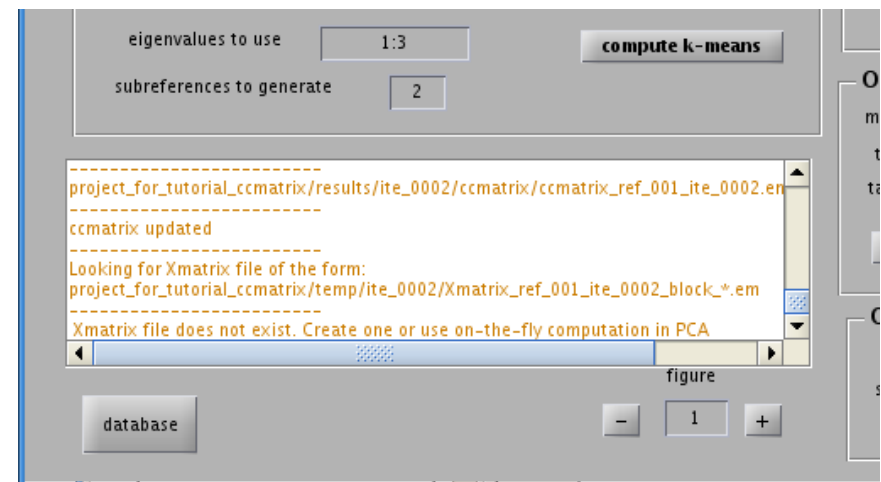 eigenvalues to use 1:3 compute k-means
subreferences to generate 2
-------------------------
project_for_tutorial_ccmatrix/results/ite_0002/ccmatrix/ccmatrix_ref_001_ite_0002.em
-------------------------
ccmatrix updated
-------------------------
Looking for Xmatrix file of the form:
project_for_tutorial_ccmatrix/temp/ite_0002/Xmatrix_ref_001_ite_0002_block_*.em
-------------------------
Xmatrix file does not exist. Create one or use on-the-fly computation in PCA
figure
database - 1 +